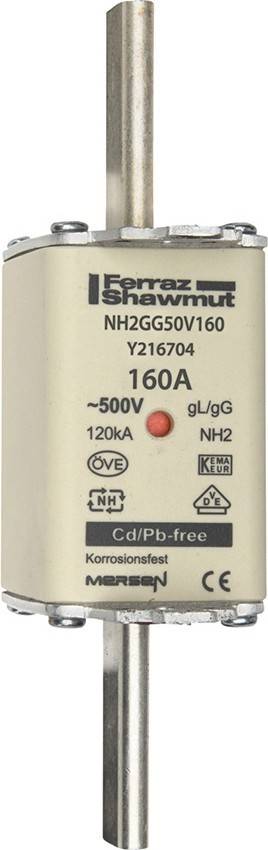 Ferraz
Shawmut
NH2GG50V160
Y216704
160A
~500V gL/gG
120kA NH2
ÖVE KEMA KEUR
NH VDE
Cd/Pb-free
Korrosionsfest
MERSEN CE